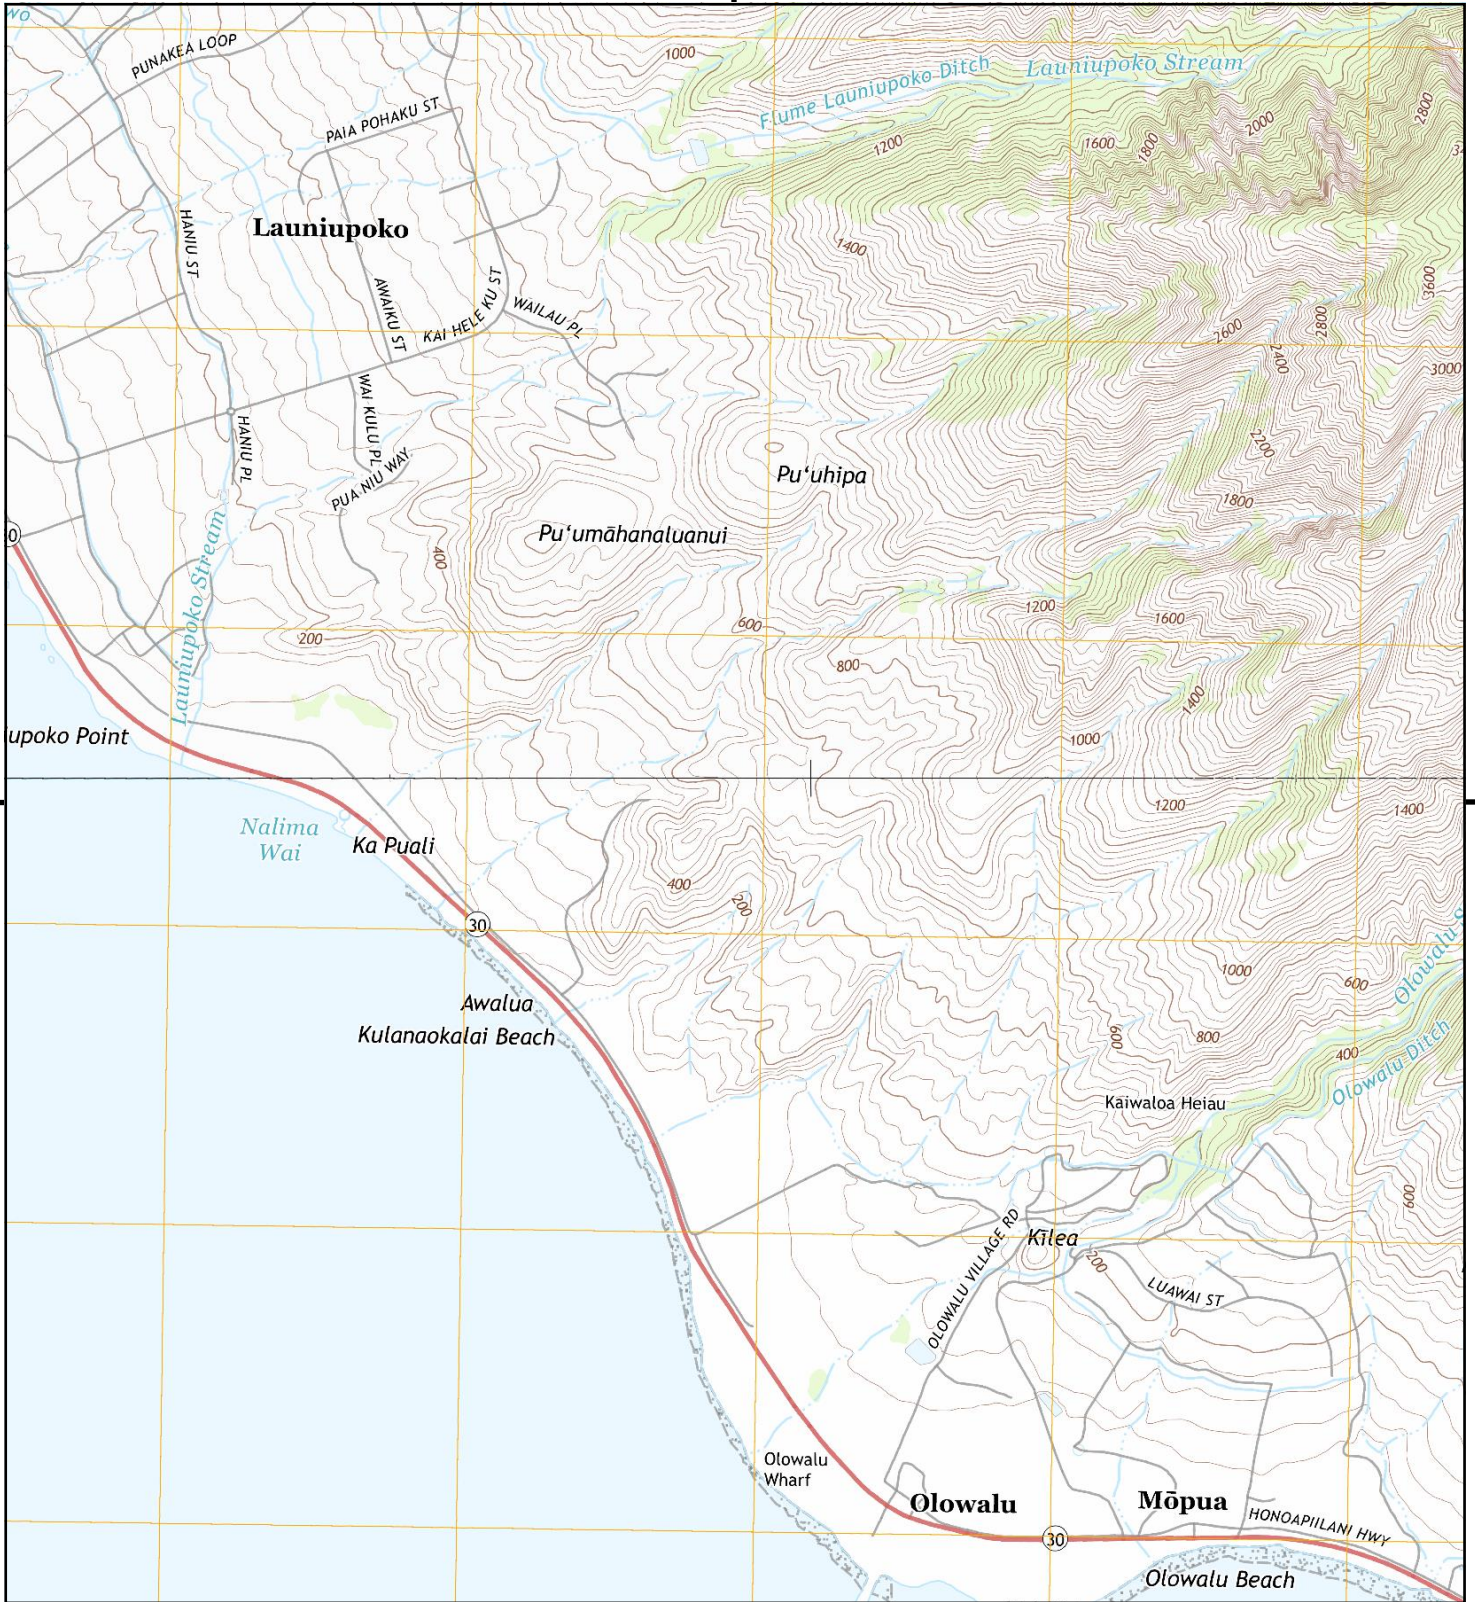 WO
PUNAKEA LOOP
1000
Flume Launiupoko Ditch
Launiupoko Stream
PAIA POHAKU ST
1200
1600
1800
2000
2800
HANIU ST
Launiupoko
1400
AWAIKU ST
KAI HELE KU ST
WAILAU PL
3600
2600
2400
2800
3000
WAI KULU PL
HANIU PL
PUA NIU WAY
Puʻuhipa
2200
1800
Puʻumāhanaluanui
400
Launiupoko Stream
200
600
1200
1600
800
1400
1000
iupoko Point
1200
1400
Nalima
Wai
Ka Puali
400
200
30
1000
600
Olowalu S
Awalua
Kulanaokalai Beach
600
800
400
Olowalu Ditch
Kaiwaloa Heiau
600
OLOWALU VILLAGE RD
Kīlea
200
LUAWAI ST
Olowalu
Wharf
Olowalu
Mōpua
HONOAPIILANI HWY
30
Olowalu Beach